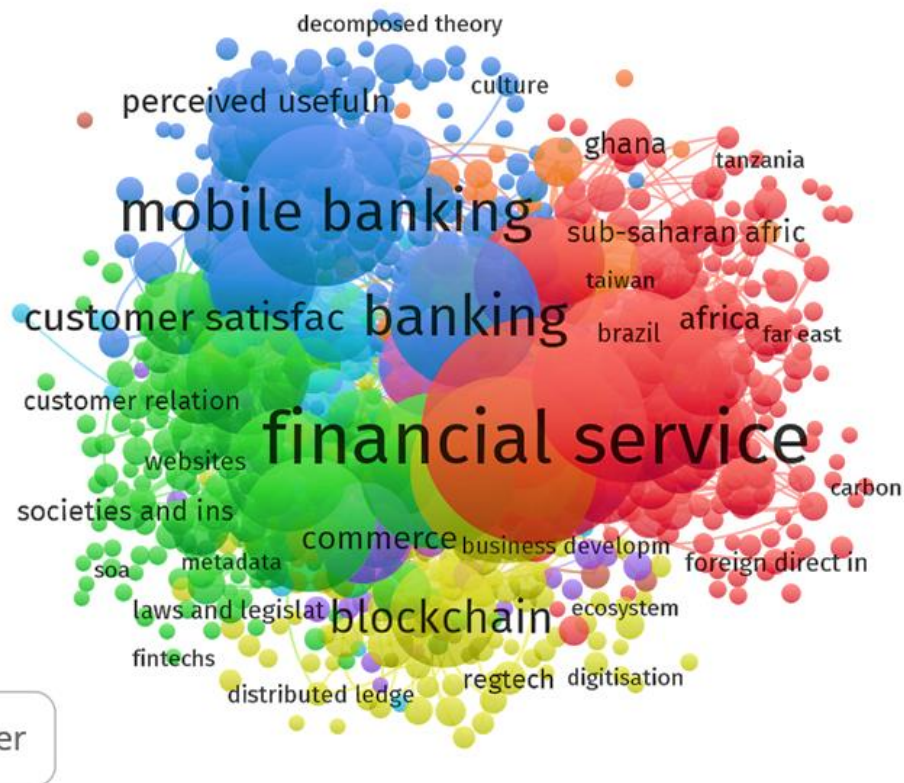 decomposed theory
culture
perceived usefuln
ghana
tanzania
mobile banking
sub-saharan afric
taiwan
customer satisfac
banking
brazil
africa
far east
customer relation
financial service
websites
carbon
societies and ins
commerce
business developm
metadata
soa
foreign direct in
laws and legislat
blockchain
ecosystem
fintechs
regtech
digitisation
distributed ledge
er